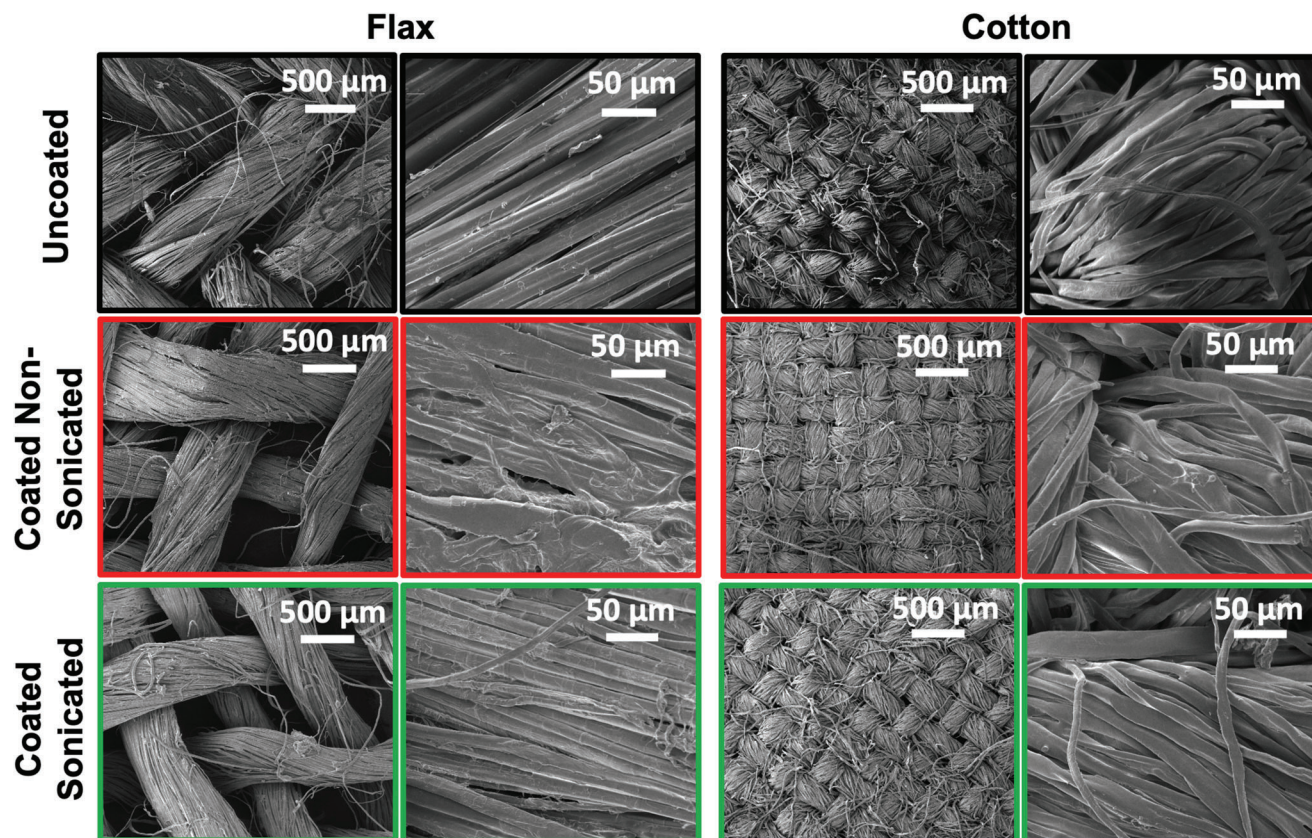 Flax
Cotton
Uncoated
500 µm
50 µm
500 µm
50 µm
Coated Non-
Sonicated
500 µm
50 µm
500 µm
50 µm
Coated
Sonicated
500 µm
50 µm
500 µm
50 µm